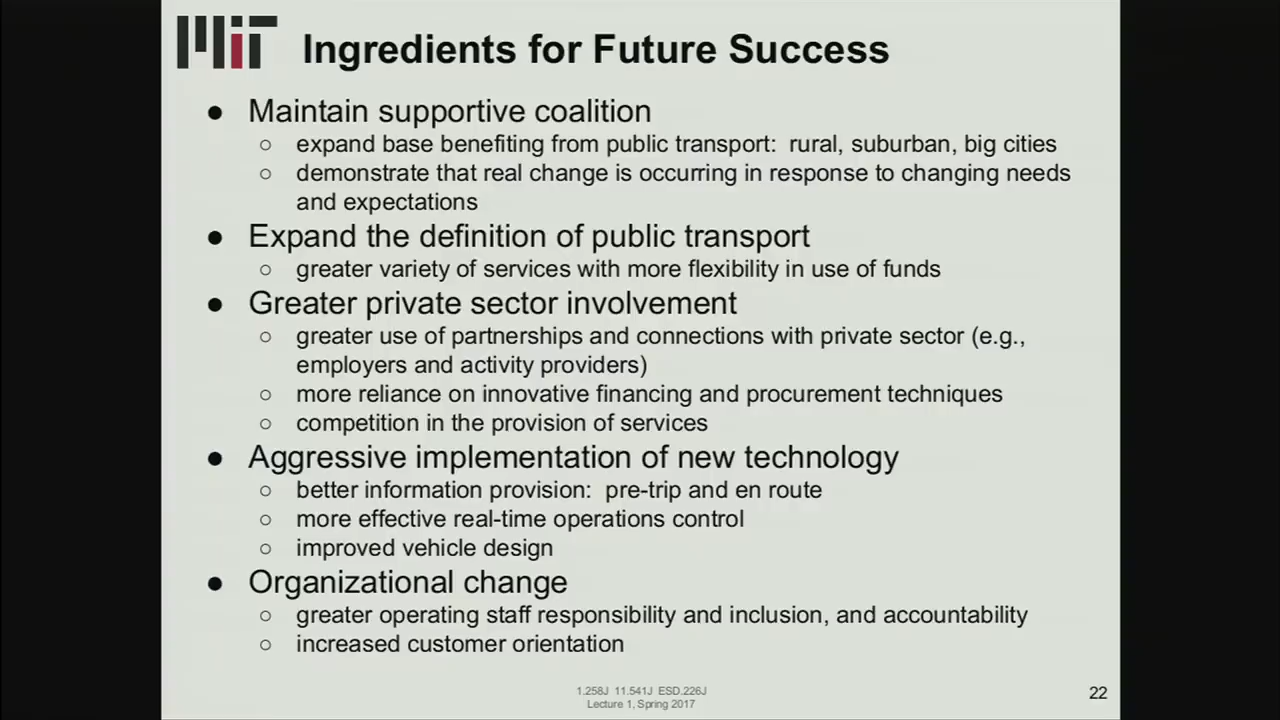 MIT Ingredients for Future Success
● Maintain supportive coalition
○ expand base benefiting from public transport: rural, suburban, big cities
○ demonstrate that real change is occurring in response to changing needs
and expectations
● Expand the definition of public transport
○ greater variety of services with more flexibility in use of funds
● Greater private sector involvement
○ greater use of partnerships and connections with private sector (e.g.,
employers and activity providers)
○ more reliance on innovative financing and procurement techniques
○ competition in the provision of services
● Aggressive implementation of new technology
○ better information provision: pre-trip and en route
○ more effective real-time operations control
○ improved vehicle design
● Organizational change
○ greater operating staff responsibility and inclusion, and accountability
○ increased customer orientation
1.258J 11.541J ESD.226J
Lecture 1, Spring 2017
22